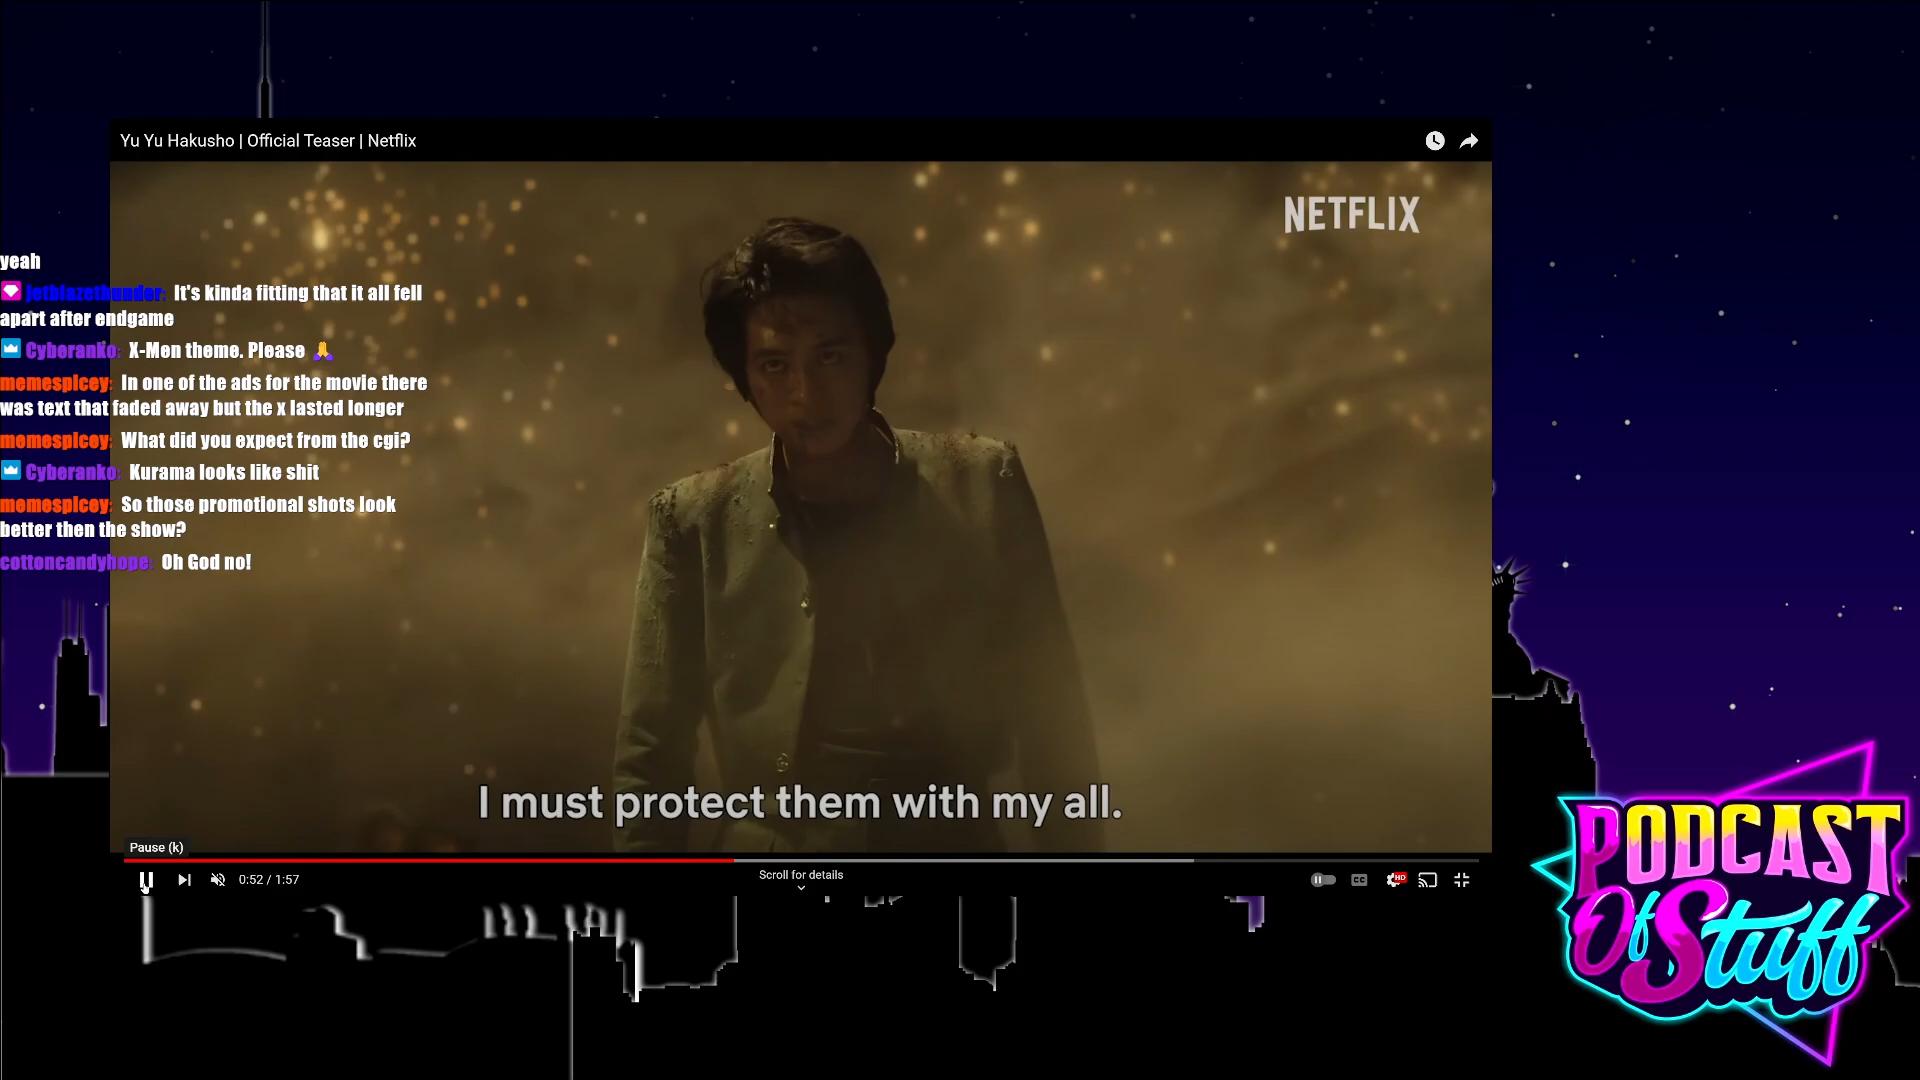 Yu Yu Hakusho | Official Teaser | Netflix
NETFLIX
yeah
jetblazethunder: It's kinda fitting that it all fell
apart after endgame
Cyberanko: X-Men theme. Please 🙏
memespicey: In one of the ads for the movie there
was text that faded away but the x lasted longer
memespicey: What did you expect from the cgi?
Cyberanko: Kurama looks like shit
memespicey: So those promotional shots look
better then the show?
cottoncandyhope: Oh God no!
I must protect them with my all.
Pause (k)
0:52 / 1:57
Scroll for details
CC
HD
PODCAST
Of Stuff